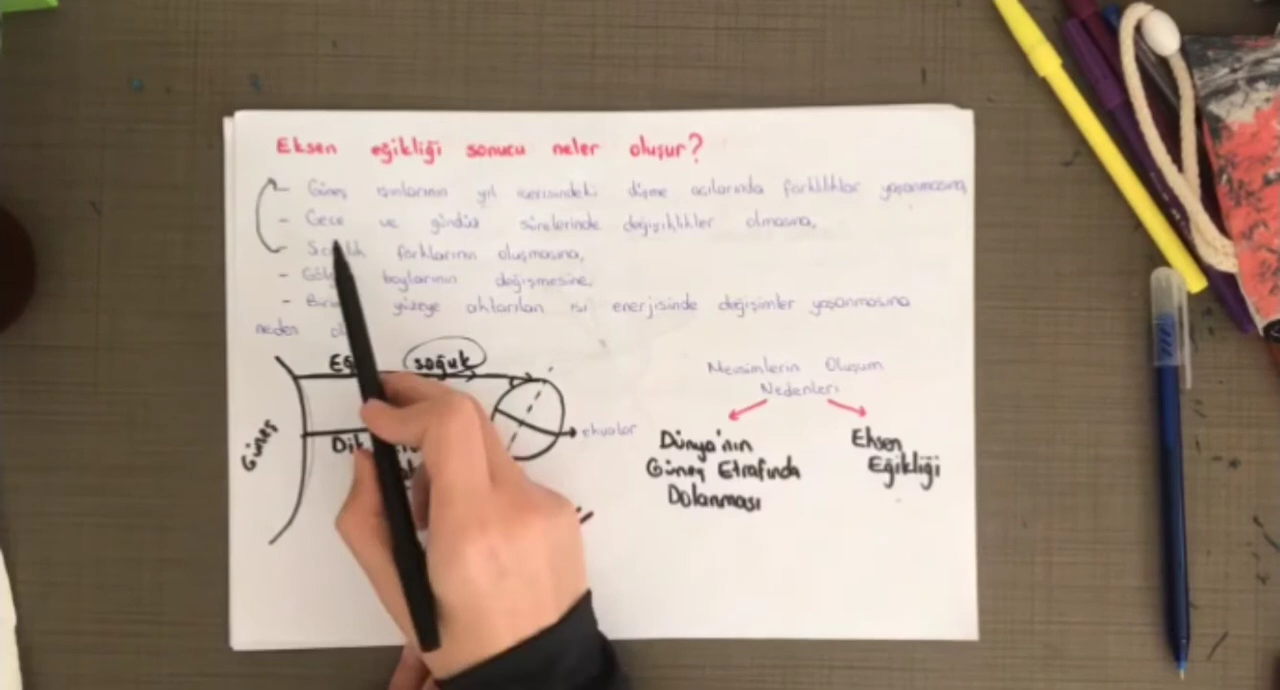 Eksen eğikliği sonucu neler oluşur?
- Güneş ışınlarının yıl içerisindeki düşme açılarında farklılıklar yaşanmasına,
- Gece ve gündüz sürelerinde değişiklikler olmasına,
- farklarının oluşmasına,
- boylarının değişmesine,
- yüzeye aktarılan ısı enerjisinde değişimler yaşanmasına
neden
soğuk
Güneş
Dik
ekvator
Mevsimlerin Oluşum
Nedenleri
Dünya'nın
Güneş Etrafında
Dolanması
Eksen
Eğikliği